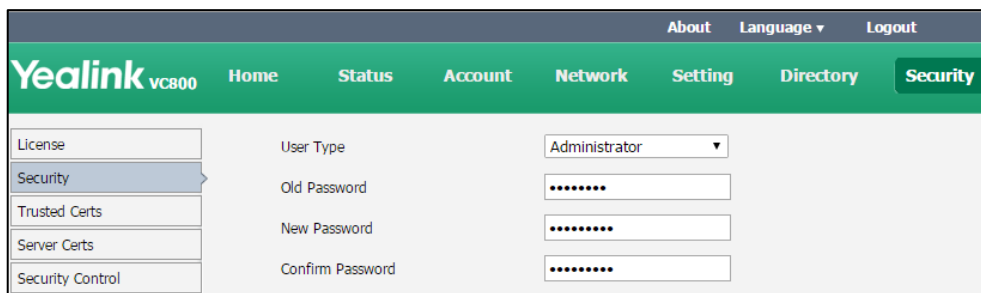 About Language ▾ Logout
Yealink VC800 Home Status Account Network Setting Directory Security
License
User Type Administrator
Security
Old Password ••••••••
Trusted Certs
New Password •••••••••
Server Certs
Confirm Password •••••••••
Security Control